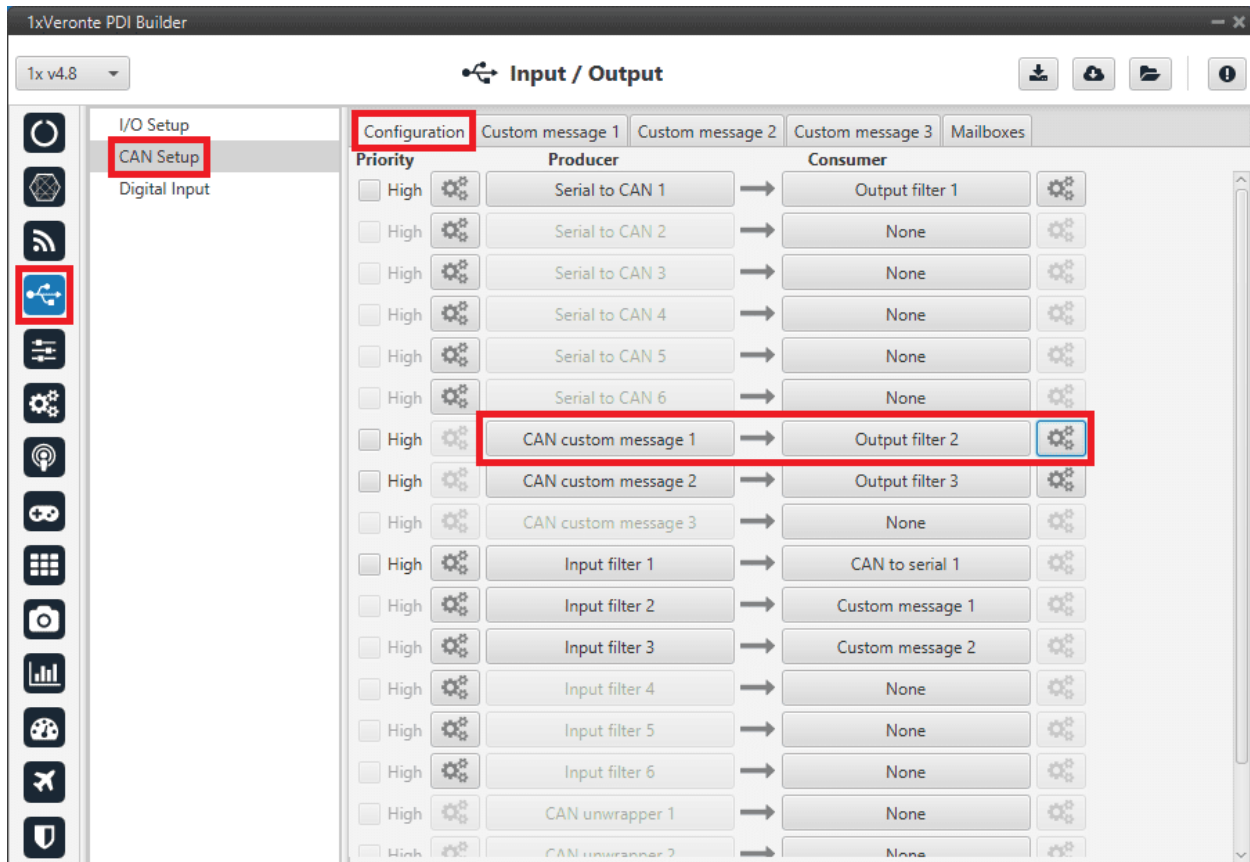 1xVeronte PDI Builder
1x v4.8
Input / Output
I/O Setup
CAN Setup
Digital Input
Configuration Custom message 1 Custom message 2 Custom message 3 Mailboxes
Priority Producer Consumer
High Serial to CAN 1 Output filter 1
High Serial to CAN 2 None
High Serial to CAN 3 None
High Serial to CAN 4 None
High Serial to CAN 5 None
High Serial to CAN 6 None
High CAN custom message 1 Output filter 2
High CAN custom message 2 Output filter 3
High CAN custom message 3 None
High Input filter 1 CAN to serial 1
High Input filter 2 Custom message 1
High Input filter 3 Custom message 2
High Input filter 4 None
High Input filter 5 None
High Input filter 6 None
High CAN unwrapper 1 None
High CAN unwrapper 2 None